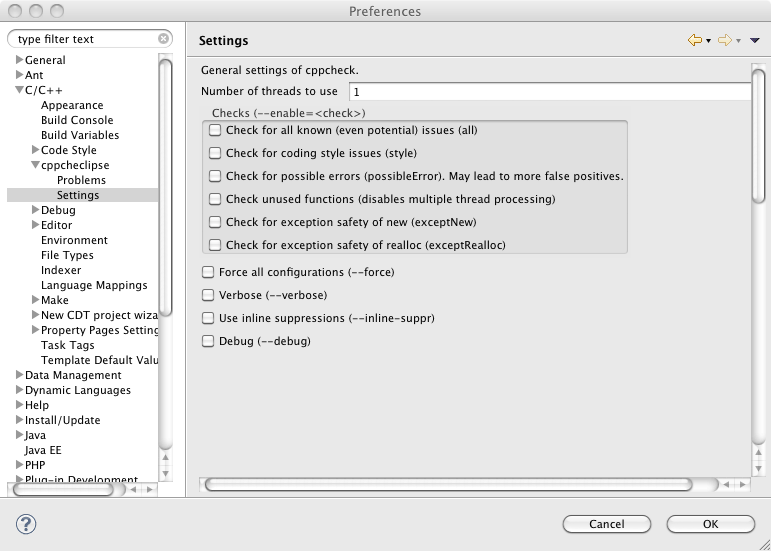 Preferences
type filter text
General
Ant
C/C++
Appearance
Build Console
Build Variables
Code Style
cppcheclipse
Problems
Settings
Debug
Editor
Environment
File Types
Indexer
Language Mappings
Make
New CDT project wiza
Property Pages Setting
Task Tags
Template Default Valu
Data Management
Dynamic Languages
Help
Install/Update
Java
Java EE
PHP
Plug-in Development
Settings
General settings of cppcheck.
Number of threads to use 1
Checks (--enable=<check>)
Check for all known (even potential) issues (all)
Check for coding style issues (style)
Check for possible errors (possibleError). May lead to more false positives.
Check unused functions (disables multiple thread processing)
Check for exception safety of new (exceptNew)
Check for exception safety of realloc (exceptRealloc)
Force all configurations (--force)
Verbose (--verbose)
Use inline suppressions (--inline-suppr)
Debug (--debug)
?
Cancel
OK